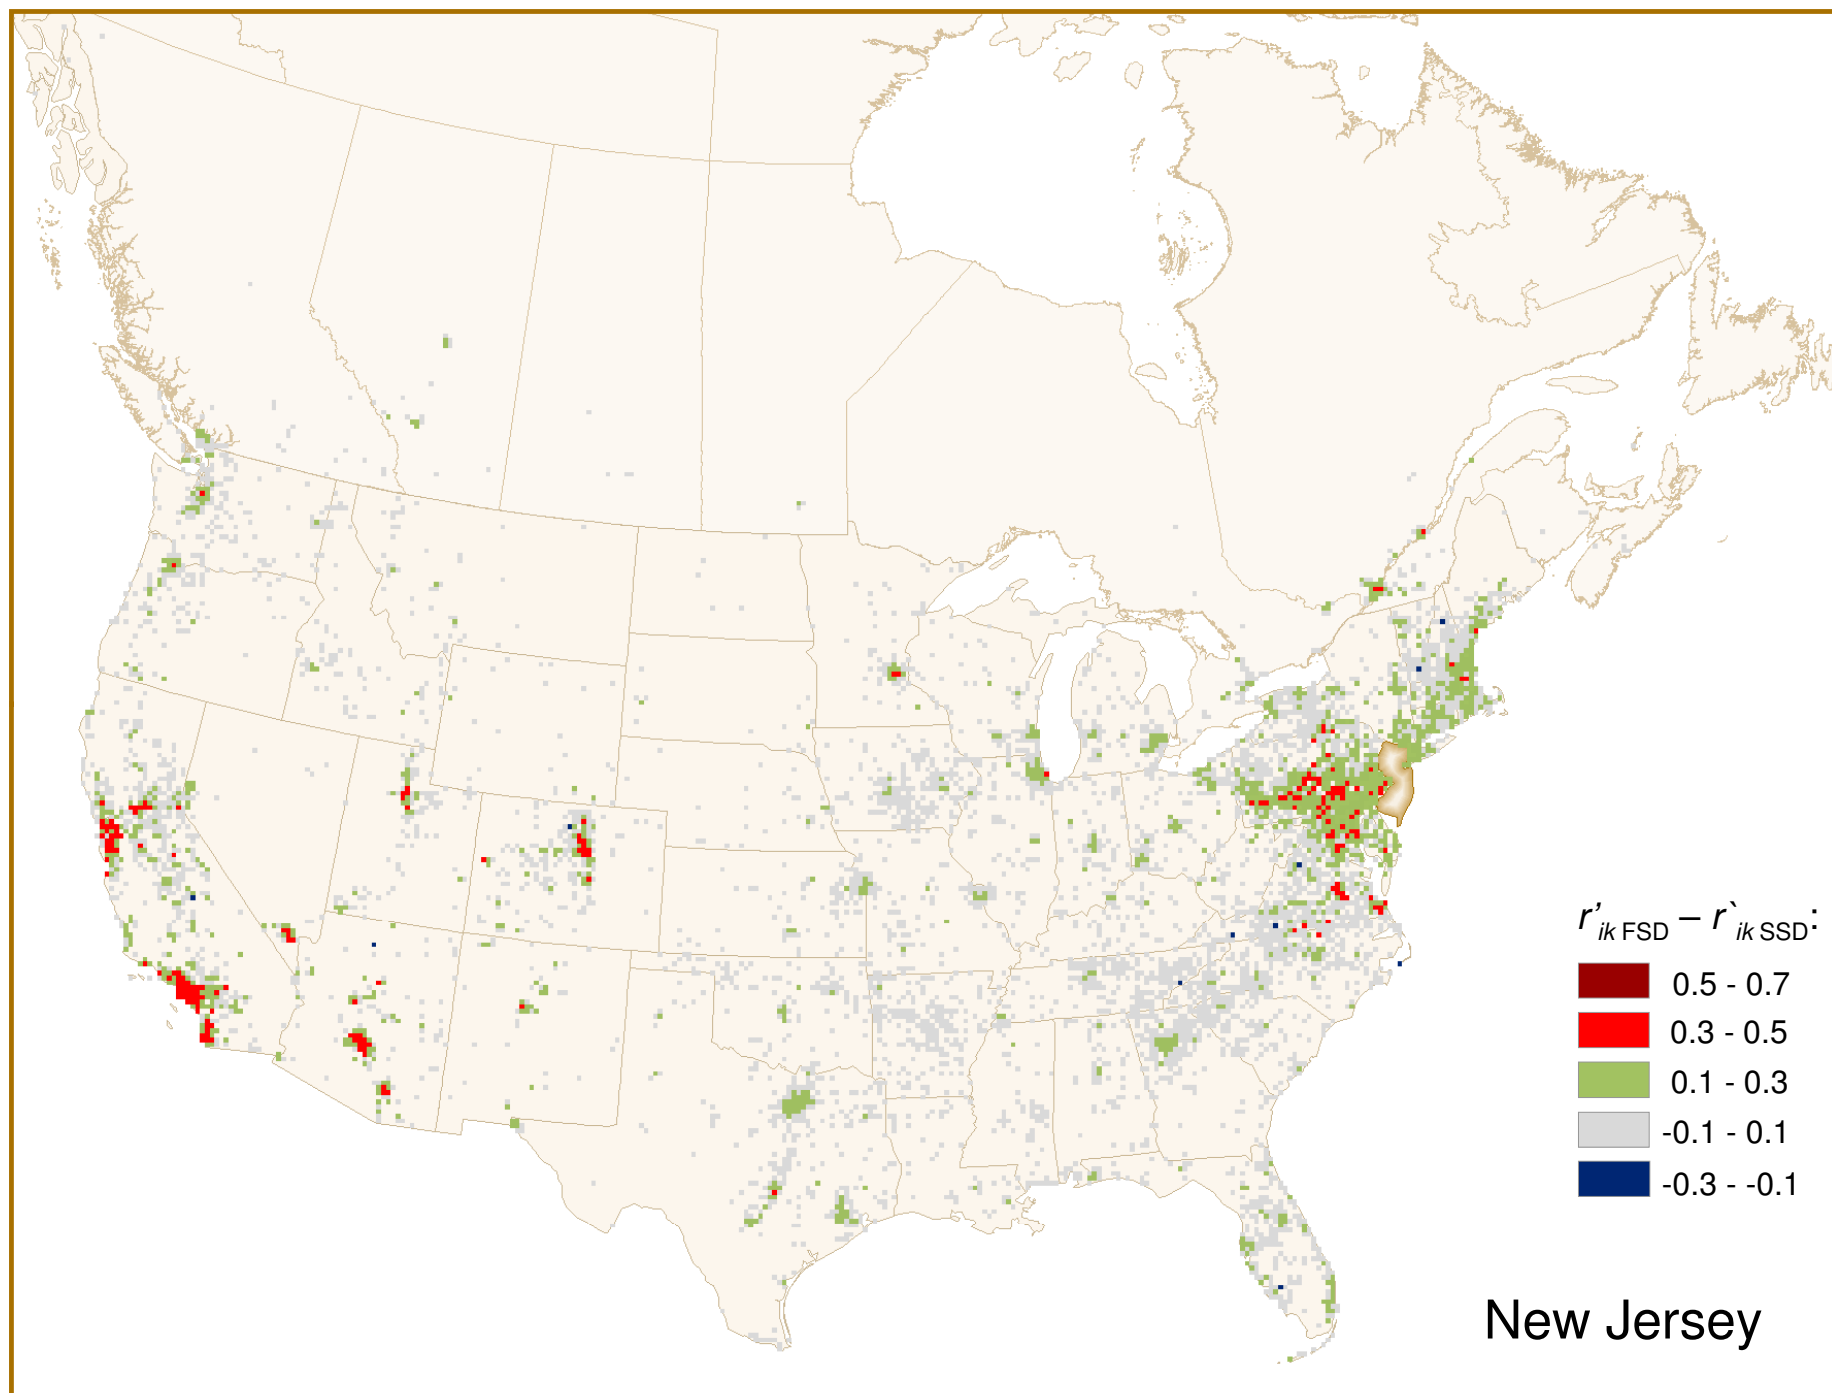 r’ik FSD – r`ik SSD:
0.5 - 0.7
0.3 - 0.5
0.1 - 0.3
-0.1 - 0.1
-0.3 - -0.1
New Jersey